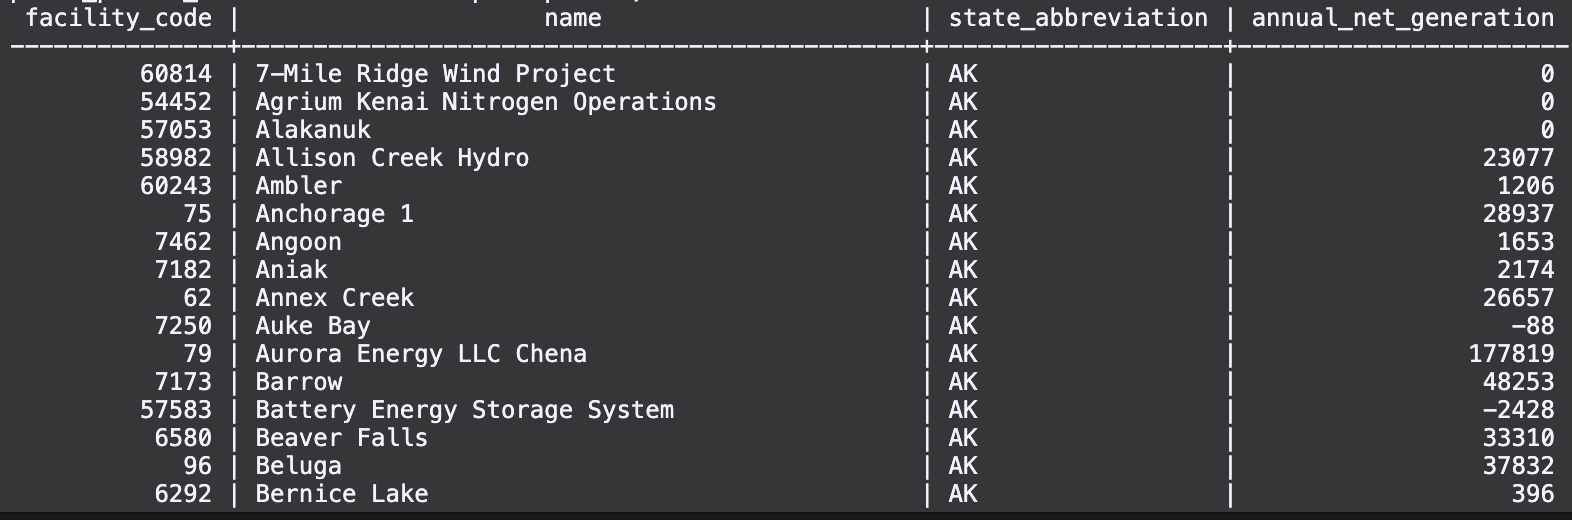 facility_code | name | state_abbreviation | annual_net_generation
60814 | 7-Mile Ridge Wind Project | AK | 0
54452 | Agrium Kenai Nitrogen Operations | AK | 0
57053 | Alakanuk | AK | 0
58982 | Allison Creek Hydro | AK | 23077
60243 | Ambler | AK | 1206
75 | Anchorage 1 | AK | 28937
7462 | Angoon | AK | 1653
7182 | Aniak | AK | 2174
62 | Annex Creek | AK | 26657
7250 | Auke Bay | AK | -88
79 | Aurora Energy LLC Chena | AK | 177819
7173 | Barrow | AK | 48253
57583 | Battery Energy Storage System | AK | -2428
6580 | Beaver Falls | AK | 33310
96 | Beluga | AK | 37832
6292 | Bernice Lake | AK | 396